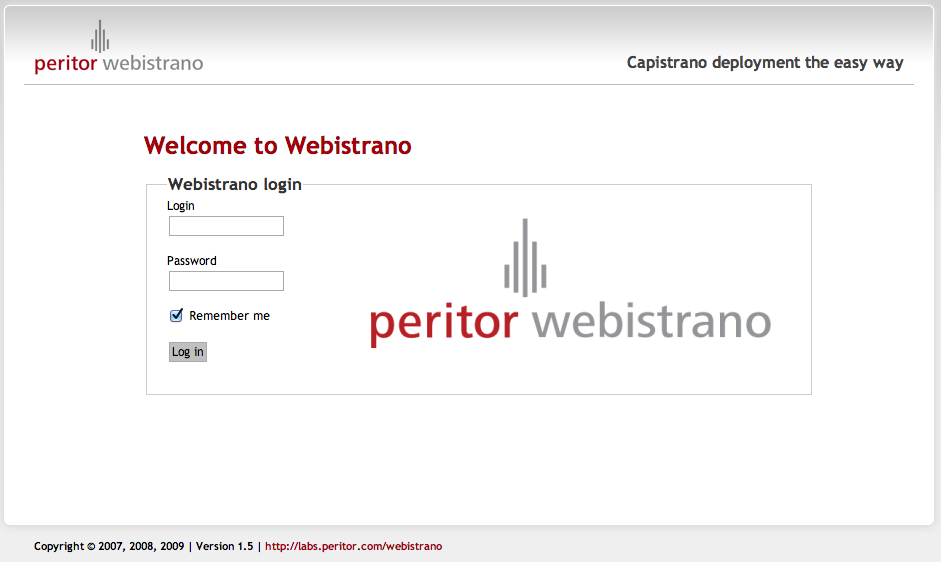 peritor webistrano
Capistrano deployment the easy way
Welcome to Webistrano
Webistrano login
Login
Password
Remember me
Log in
peritor webistrano
Copyright © 2007, 2008, 2009 | Version 1.5 | http://labs.peritor.com/webistrano